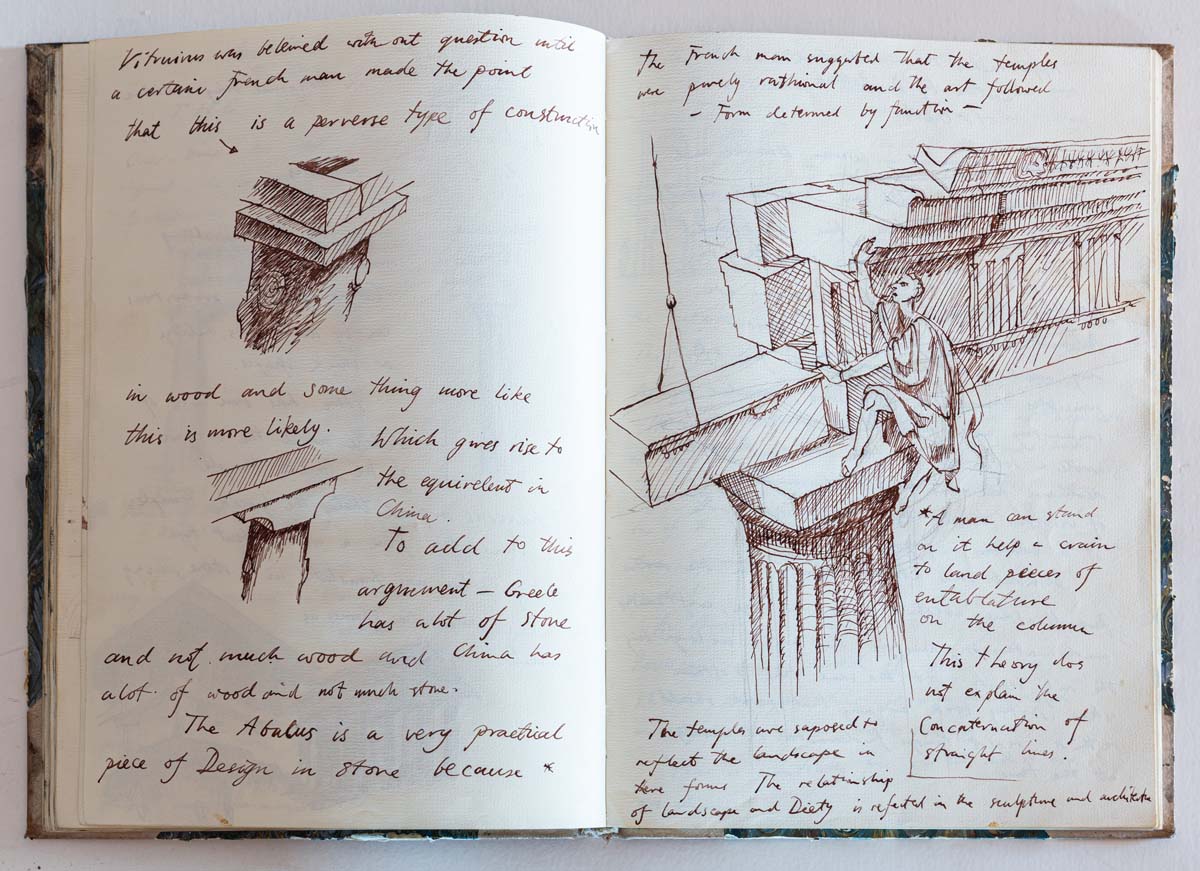 Vitruvius was beleived with out question until
a certain French man made the point
that this is a perverse type of construction
in wood and some thing more like
this is more likely.
Which gives rise to
the equivelent in
China.
To add to this
argument – Greece
has alot of stone
and not much wood and China has
alot of wood and not much stone.
The Abakus is a very practical
piece of Design in stone because *
The French man suggested that the temples
were purely rathional and the art followed
– Form determed by function –
*A man can stand
on it help a crain
to land pieces of
entablature
on the column
This theory dos
not explain the
Concaternation of
straight lines.
The temples are saposed to
reflect the landscape in
there forms The relationship
of landscape and Diety is reflected in the sculpture and architecture